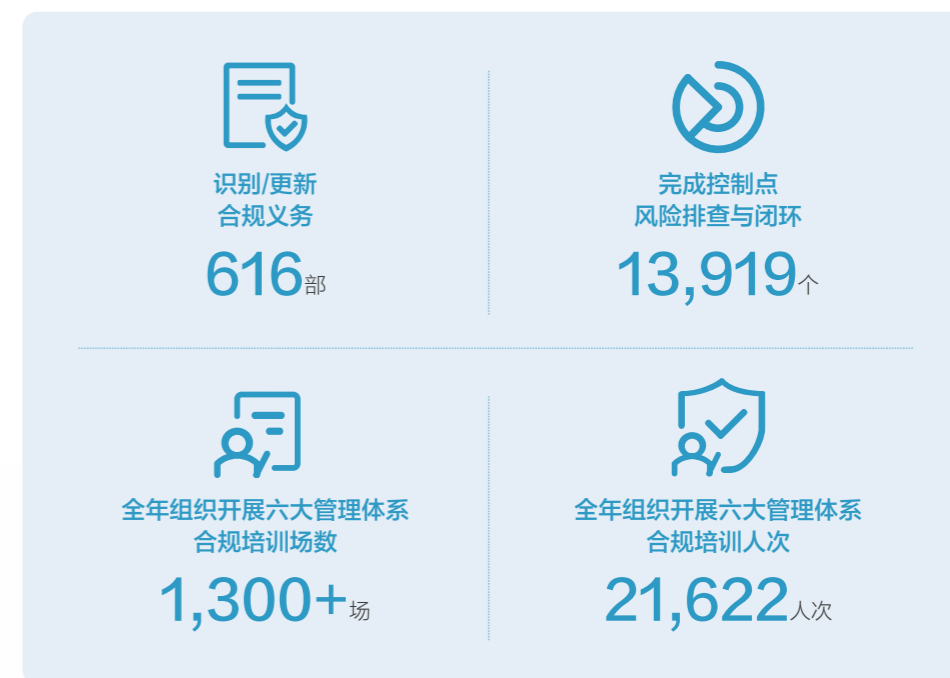 识别/更新
合规义务
616部
完成控制点
风险排查与闭环
13,919个
全年组织开展六大管理体系
合规培训场数
1,300+场
全年组织开展六大管理体系
合规培训人次
21,622人次